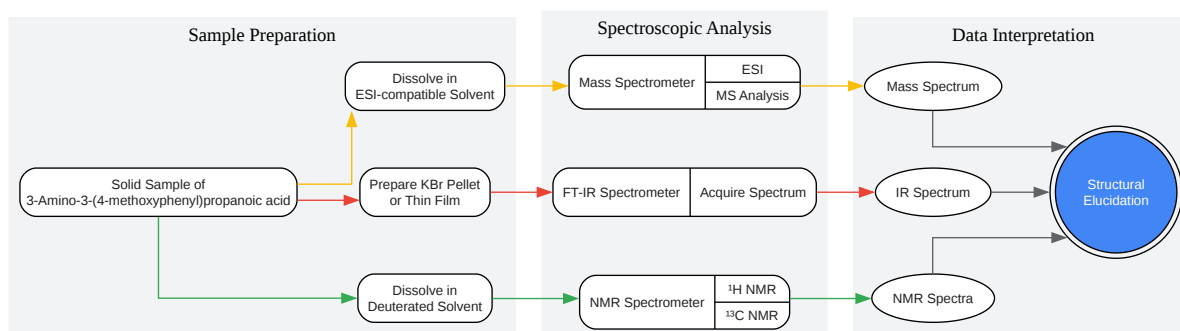 Sample Preparation
Spectroscopic Analysis
Data Interpretation
Dissolve in
ESI-compatible Solvent
Mass Spectrometer
ESI
MS Analysis
Mass Spectrum
Solid Sample of
3-Amino-3-(4-methoxyphenyl)propanoic acid
Prepare KBr Pellet
or Thin Film
FT-IR Spectrometer
Acquire Spectrum
IR Spectrum
Structural
Elucidation
Dissolve in
Deuterated Solvent
NMR Spectrometer
¹H NMR
¹³C NMR
NMR Spectra